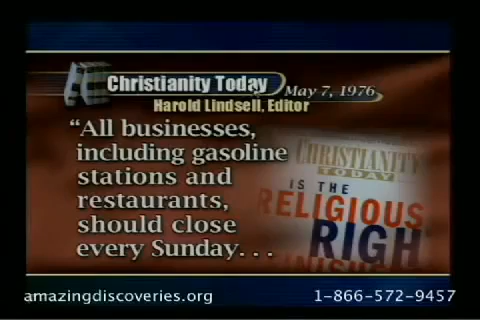 Christianity Today
May 7, 1976
Harold Lindsell, Editor
"All businesses,
including gasoline
stations and
restaurants,
should close
every Sunday. . .
CHRISTIANITY
TODAY
IS THE
RELIGIOUS
RIGH
amazingdiscoveries.org
1-866-572-9457